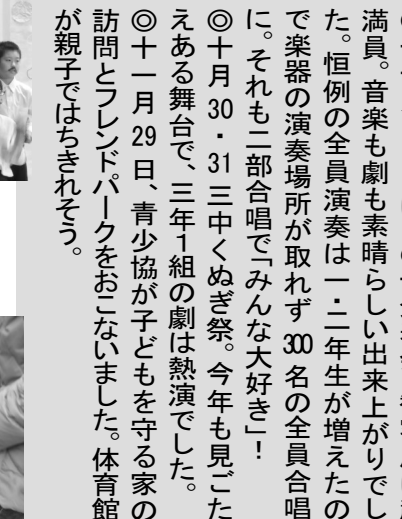 満員。音楽も劇も素晴らしい出来上がりでし
た。恒例の全員演奏は一・二年生が増えたの
で楽器の演奏場所が取れず300名の全員合唱
に。それも二部合唱で「みんな大好き」！
◎十月30・31三中くぬぎ祭。今年も見ごた
えある舞台で、三年1組の劇は熱演でした。
◎十一月29日、青少協が子どもを守る家の
訪問とフレンドパークをおこないました。体育館
が親子ではちきれそう。